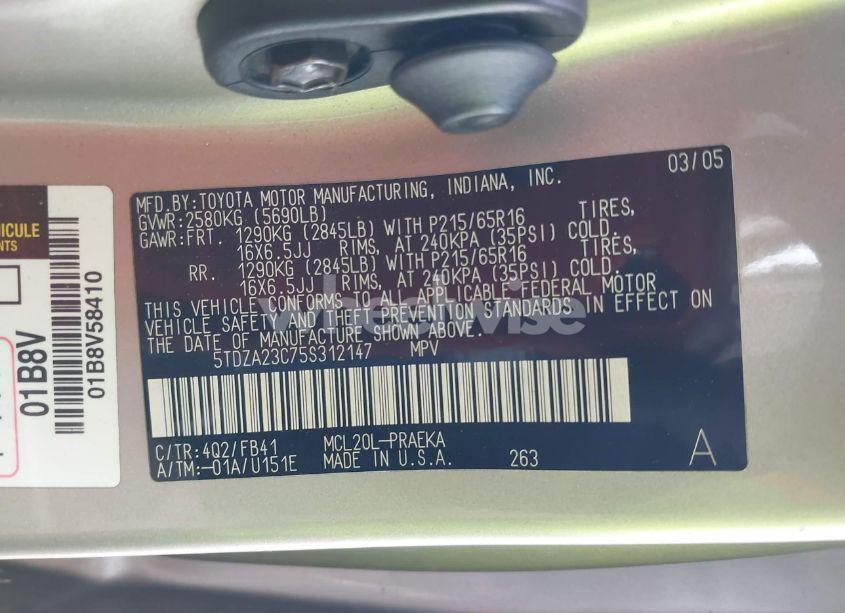 03/05
MFD.BY:TOYOTA MOTOR MANUFACTURING, INDIANA, INC.
GVWR:2580KG (5690LB)
GAWR:FRT. 1290KG (2845LB) WITH P215/65R16 TIRES,
16X6.5JJ RIMS, AT 240KPA (35PSI) COLD.
RR. 1290KG (2845LB) WITH P215/65R16 TIRES,
16X6.5JJ RIMS, AT 240KPA (35PSI) COLD.
THIS VEHICLE CONFORMS TO ALL APPLICABLE FEDERAL MOTOR
VEHICLE SAFETY AND THEFT PREVENTION STANDARDS IN EFFECT ON
THE DATE OF MANUFACTURE SHOWN ABOVE.
5TDZA23C75S312147 MPV
C/TR:4Q2/FB41 MCL20L-PRAEKA
A/TM:-01A/U151E MADE IN U.S.A. 263
A
HICULE
NTS
01B8V
01B8V58410
wheelwise